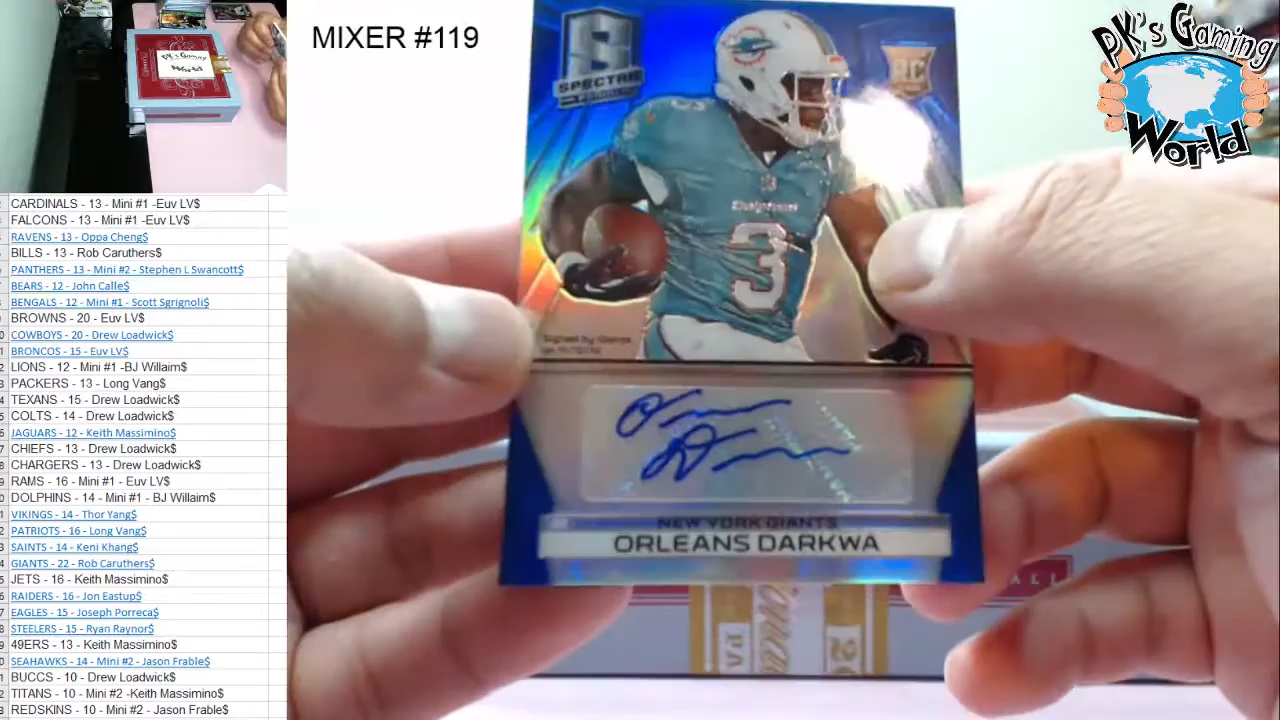 MIXER #119
PK's Gaming
World
PK's Gaming
World
SPECTRA
RC
3
NEW YORK GIANTS
ORLEANS DARKWA
CARDINALS - 13 - Mini #1 -Euv LV$
FALCONS - 13 - Mini #1 -Euv LV$
RAVENS - 13 - Oppa Cheng$
BILLS - 13 - Rob Caruthers$
PANTHERS - 13 - Mini #2 - Stephen L Swancott$
BEARS - 12 - John Calle$
BENGALS - 12 - Mini #1 - Scott Sgrignoli$
BROWNS - 20 - Euv LV$
COWBOYS - 20 - Drew Loadwick$
BRONCOS - 15 - Euv LV$
LIONS - 12 - Mini #1 -BJ Willaim$
PACKERS - 13 - Long Vang$
TEXANS - 15 - Drew Loadwick$
COLTS - 14 - Drew Loadwick$
JAGUARS - 12 - Keith Massimino$
CHIEFS - 13 - Drew Loadwick$
CHARGERS - 13 - Drew Loadwick$
RAMS - 16 - Mini #1 - Euv LV$
DOLPHINS - 14 - Mini #1 - BJ Willaim$
VIKINGS - 14 - Thor Yang$
PATRIOTS - 16 - Long Vang$
SAINTS - 14 - Keni Khang$
GIANTS - 22 - Rob Caruthers$
JETS - 16 - Keith Massimino$
RAIDERS - 16 - Jon Eastup$
EAGLES - 15 - Joseph Porreca$
STEELERS - 15 - Ryan Raynor$
49ERS - 13 - Keith Massimino$
SEAHAWKS - 14 - Mini #2 - Jason Frable$
BUCCS - 10 - Drew Loadwick$
TITANS - 10 - Mini #2 -Keith Massimino$
REDSKINS - 10 - Mini #2 - Jason Frable$